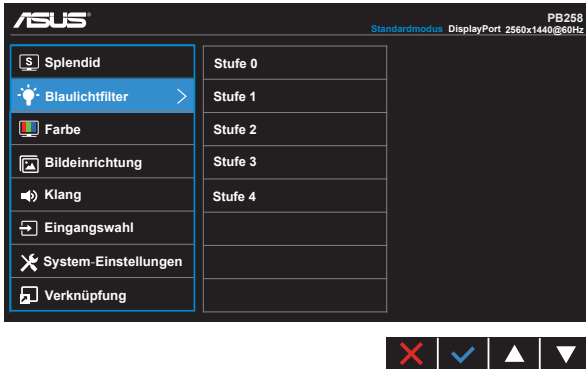 ASUS
PB258
Standardmodus DisplayPort 2560x1440@60Hz
S Splendid
Blaulichtfilter
Farbe
Bildeinrichtung
Klang
Eingangswahl
System-Einstellungen
Verknüpfung
Stufe 0
Stufe 1
Stufe 2
Stufe 3
Stufe 4